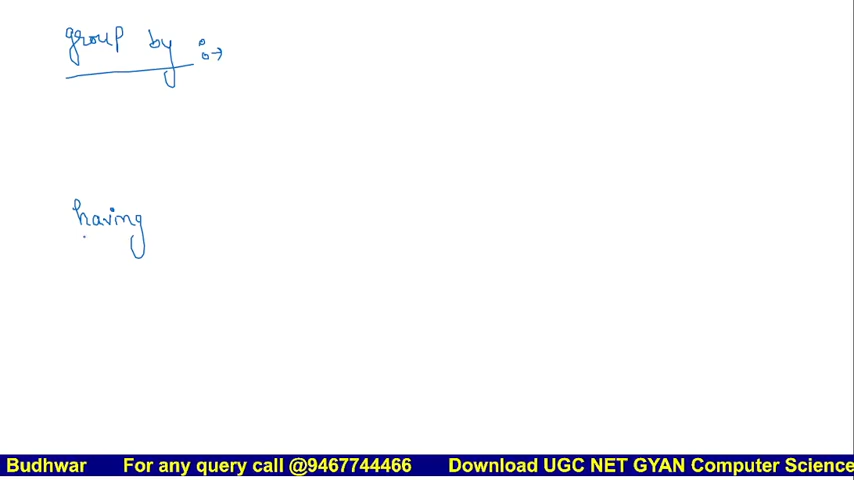 group by :→
having
Budhwar For any query call @9467744466 Download UGC NET GYAN Computer Science